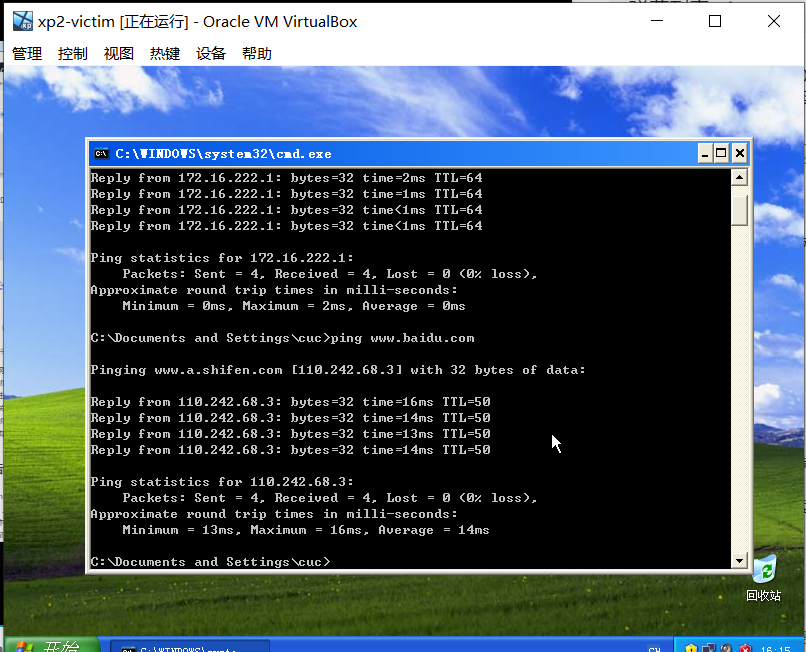 xp2-victim [正在运行] - Oracle VM VirtualBox
管理 控制 视图 热键 设备 帮助
C:\WINDOWS\system32\cmd.exe
Reply from 172.16.222.1: bytes=32 time=2ms TTL=64
Reply from 172.16.222.1: bytes=32 time=1ms TTL=64
Reply from 172.16.222.1: bytes=32 time<1ms TTL=64
Reply from 172.16.222.1: bytes=32 time<1ms TTL=64
Ping statistics for 172.16.222.1:
Packets: Sent = 4, Received = 4, Lost = 0 (0% loss),
Approximate round trip times in milli-seconds:
Minimum = 0ms, Maximum = 2ms, Average = 0ms
C:\Documents and Settings\cuc>ping www.baidu.com
Pinging www.a.shifen.com [110.242.68.3] with 32 bytes of data:
Reply from 110.242.68.3: bytes=32 time=16ms TTL=50
Reply from 110.242.68.3: bytes=32 time=14ms TTL=50
Reply from 110.242.68.3: bytes=32 time=13ms TTL=50
Reply from 110.242.68.3: bytes=32 time=14ms TTL=50
Ping statistics for 110.242.68.3:
Packets: Sent = 4, Received = 4, Lost = 0 (0% loss),
Approximate round trip times in milli-seconds:
Minimum = 13ms, Maximum = 16ms, Average = 14ms
C:\Documents and Settings\cuc>
回收站
开始 C:\WINDOWS\syst... CH 16:15